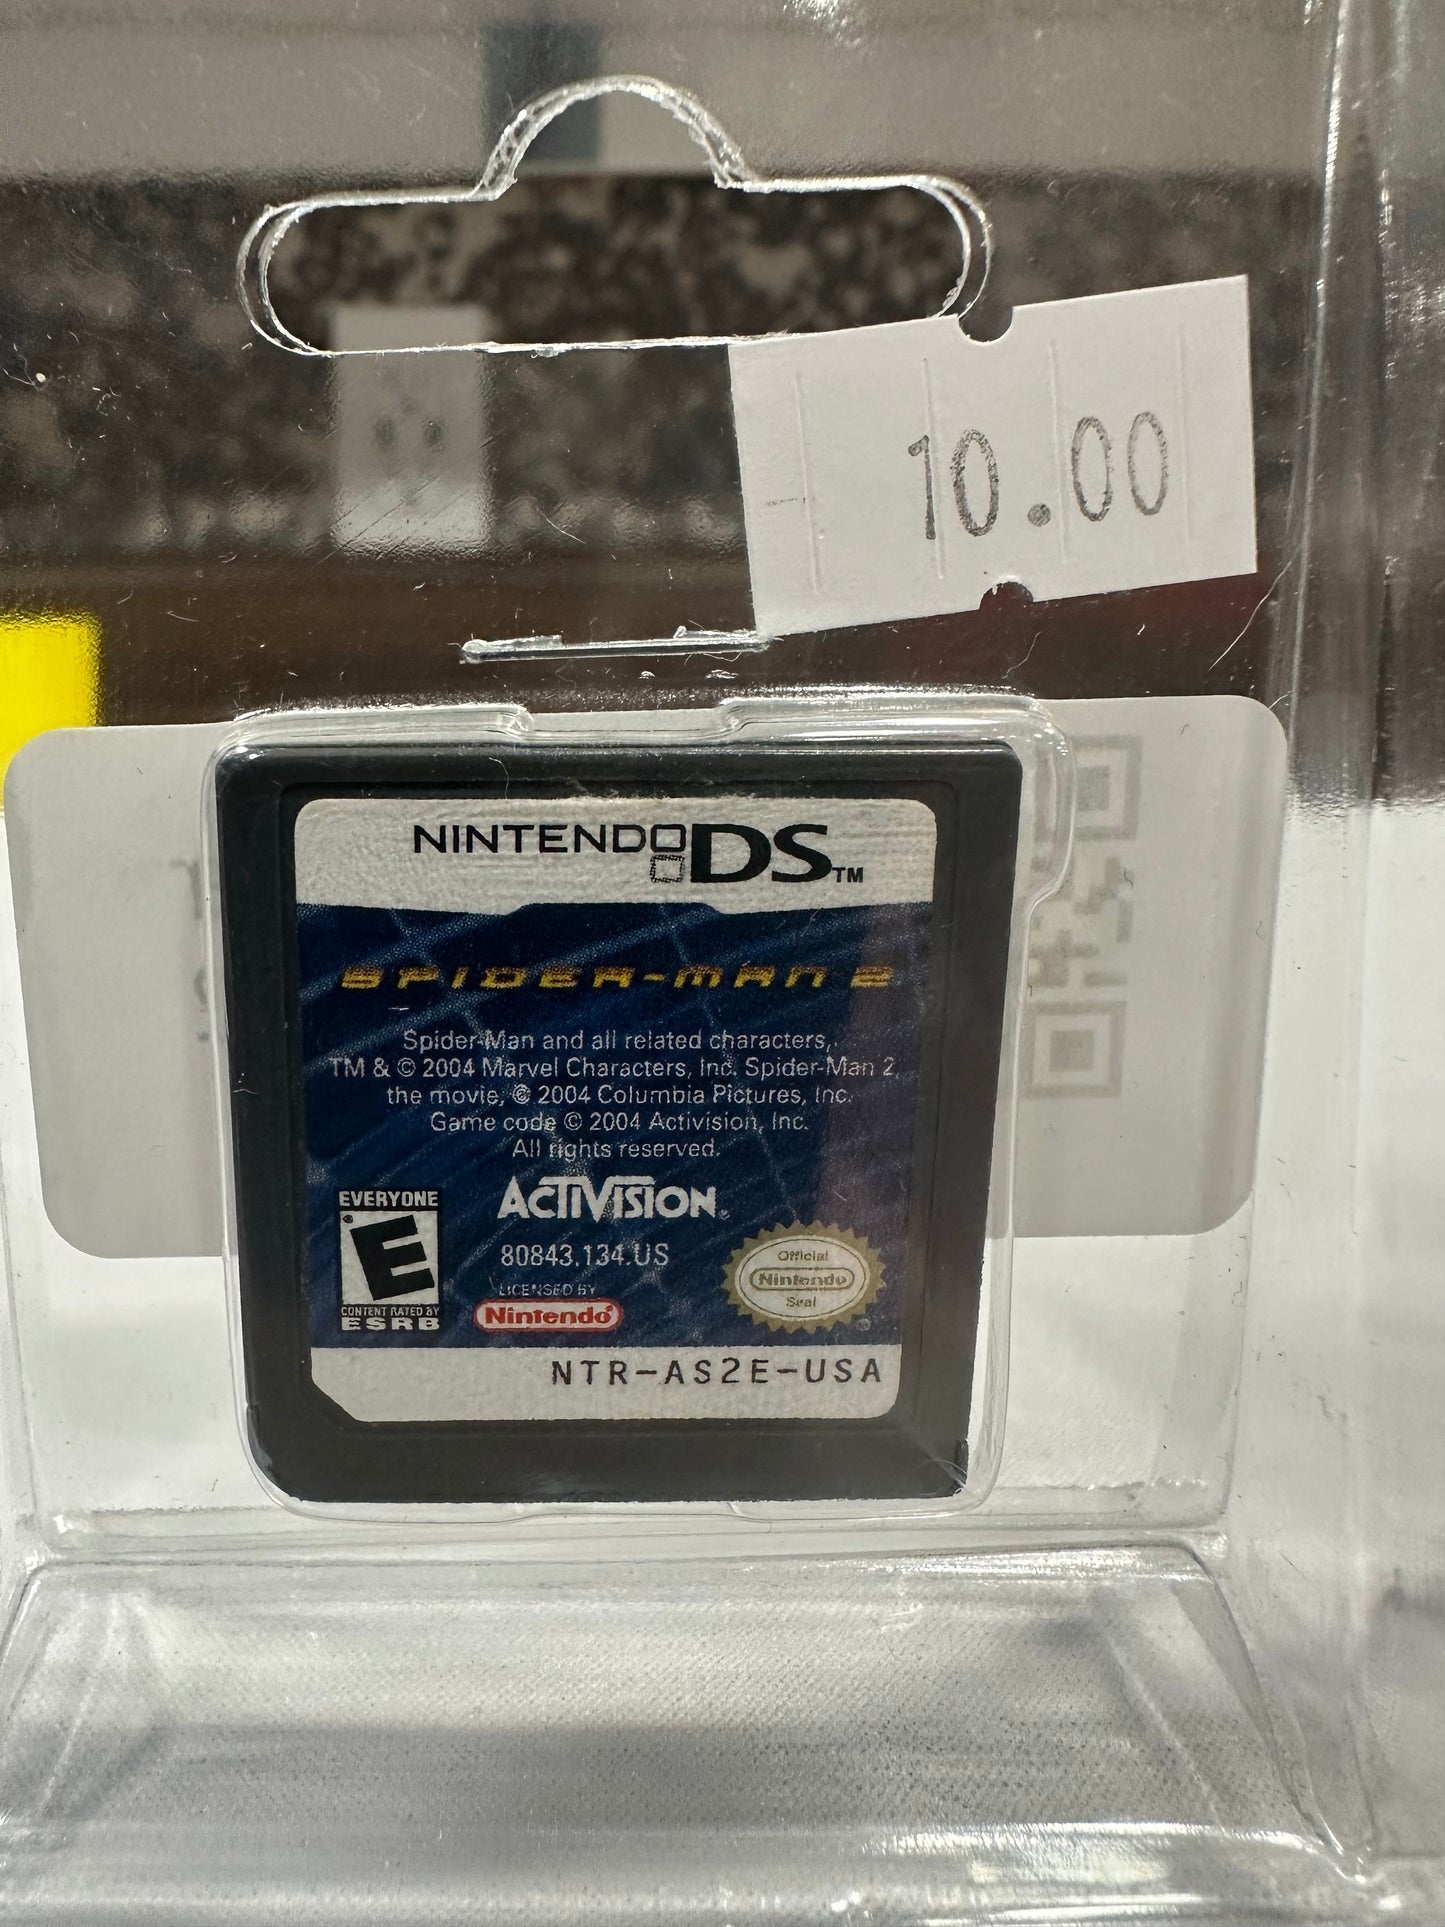 10.00
NINTENDO DS TM
SPIDER-MAN 2
Spider-Man and all related characters,
TM & © 2004 Marvel Characters, Inc. Spider-Man 2,
the movie, © 2004 Columbia Pictures, Inc.
Game code © 2004 Activision, Inc.
All rights reserved.
EVERYONE
E
CONTENT RATED BY
ESRB
ACTIVISION
80843.134.US
LICENSED BY
Nintendo®
Official
Nintendo
Seal
NTR-AS2E-USA